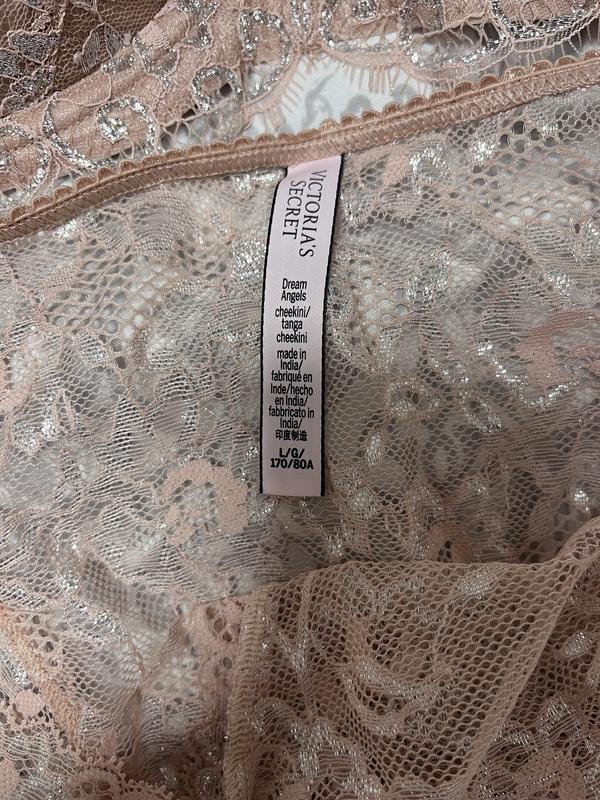 VICTORIA'S
SECRET
Dream
Angels
cheekini/
tanga
cheekini
made in
India/
fabriqué en
Inde/hecho
en India/
fabbricato in
India/
印度制造
L/G/
170/80A